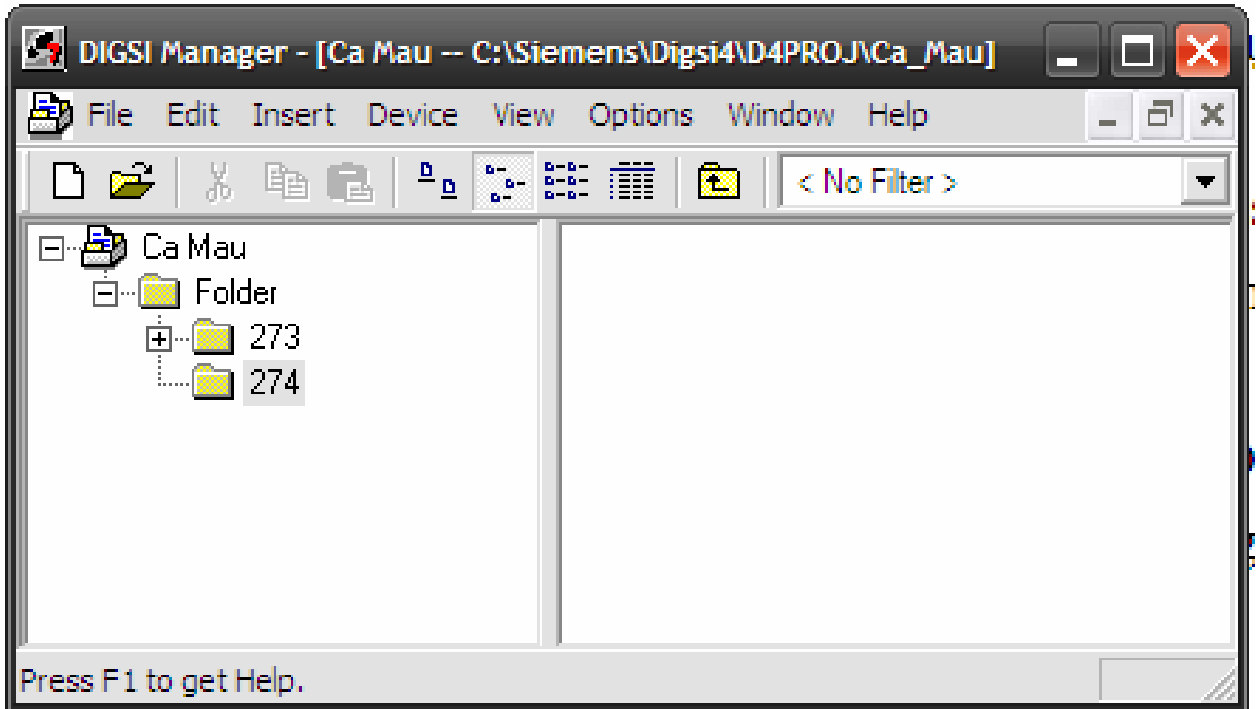 DIGSI Manager - [Ca Mau -- C:\Siemens\Digsi4\D4PROJ\Ca_Mau]
File Edit Insert Device View Options Window Help
< No Filter >
Ca Mau
Folder
273
274
Press F1 to get Help.